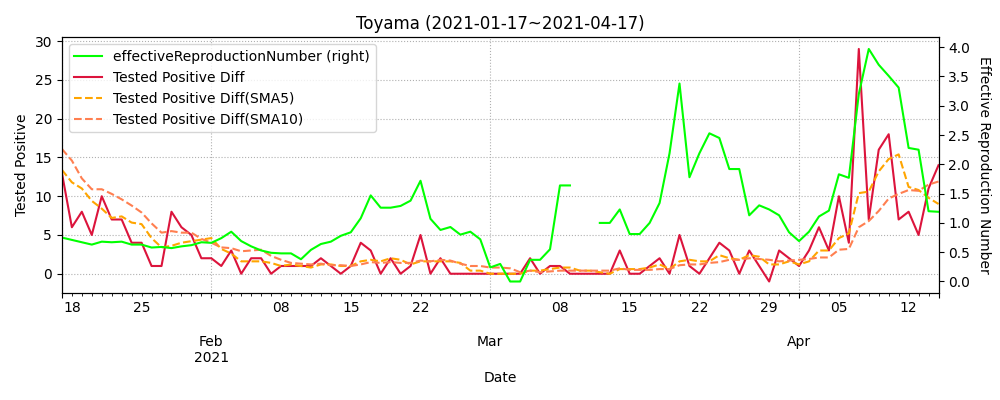 Toyama (2021-01-17~2021-04-17)
effectiveReproductionNumber (right)
Tested Positive Diff
Tested Positive Diff(SMA5)
Tested Positive Diff(SMA10)
Tested Positive
30
25
20
15
10
5
0
4.0
3.5
3.0
2.5
2.0
1.5
1.0
0.5
0.0
Effective Reproduction Number
18 25 08 15 22 08 15 22 29 05 12
Feb Mar Apr
2021
Date